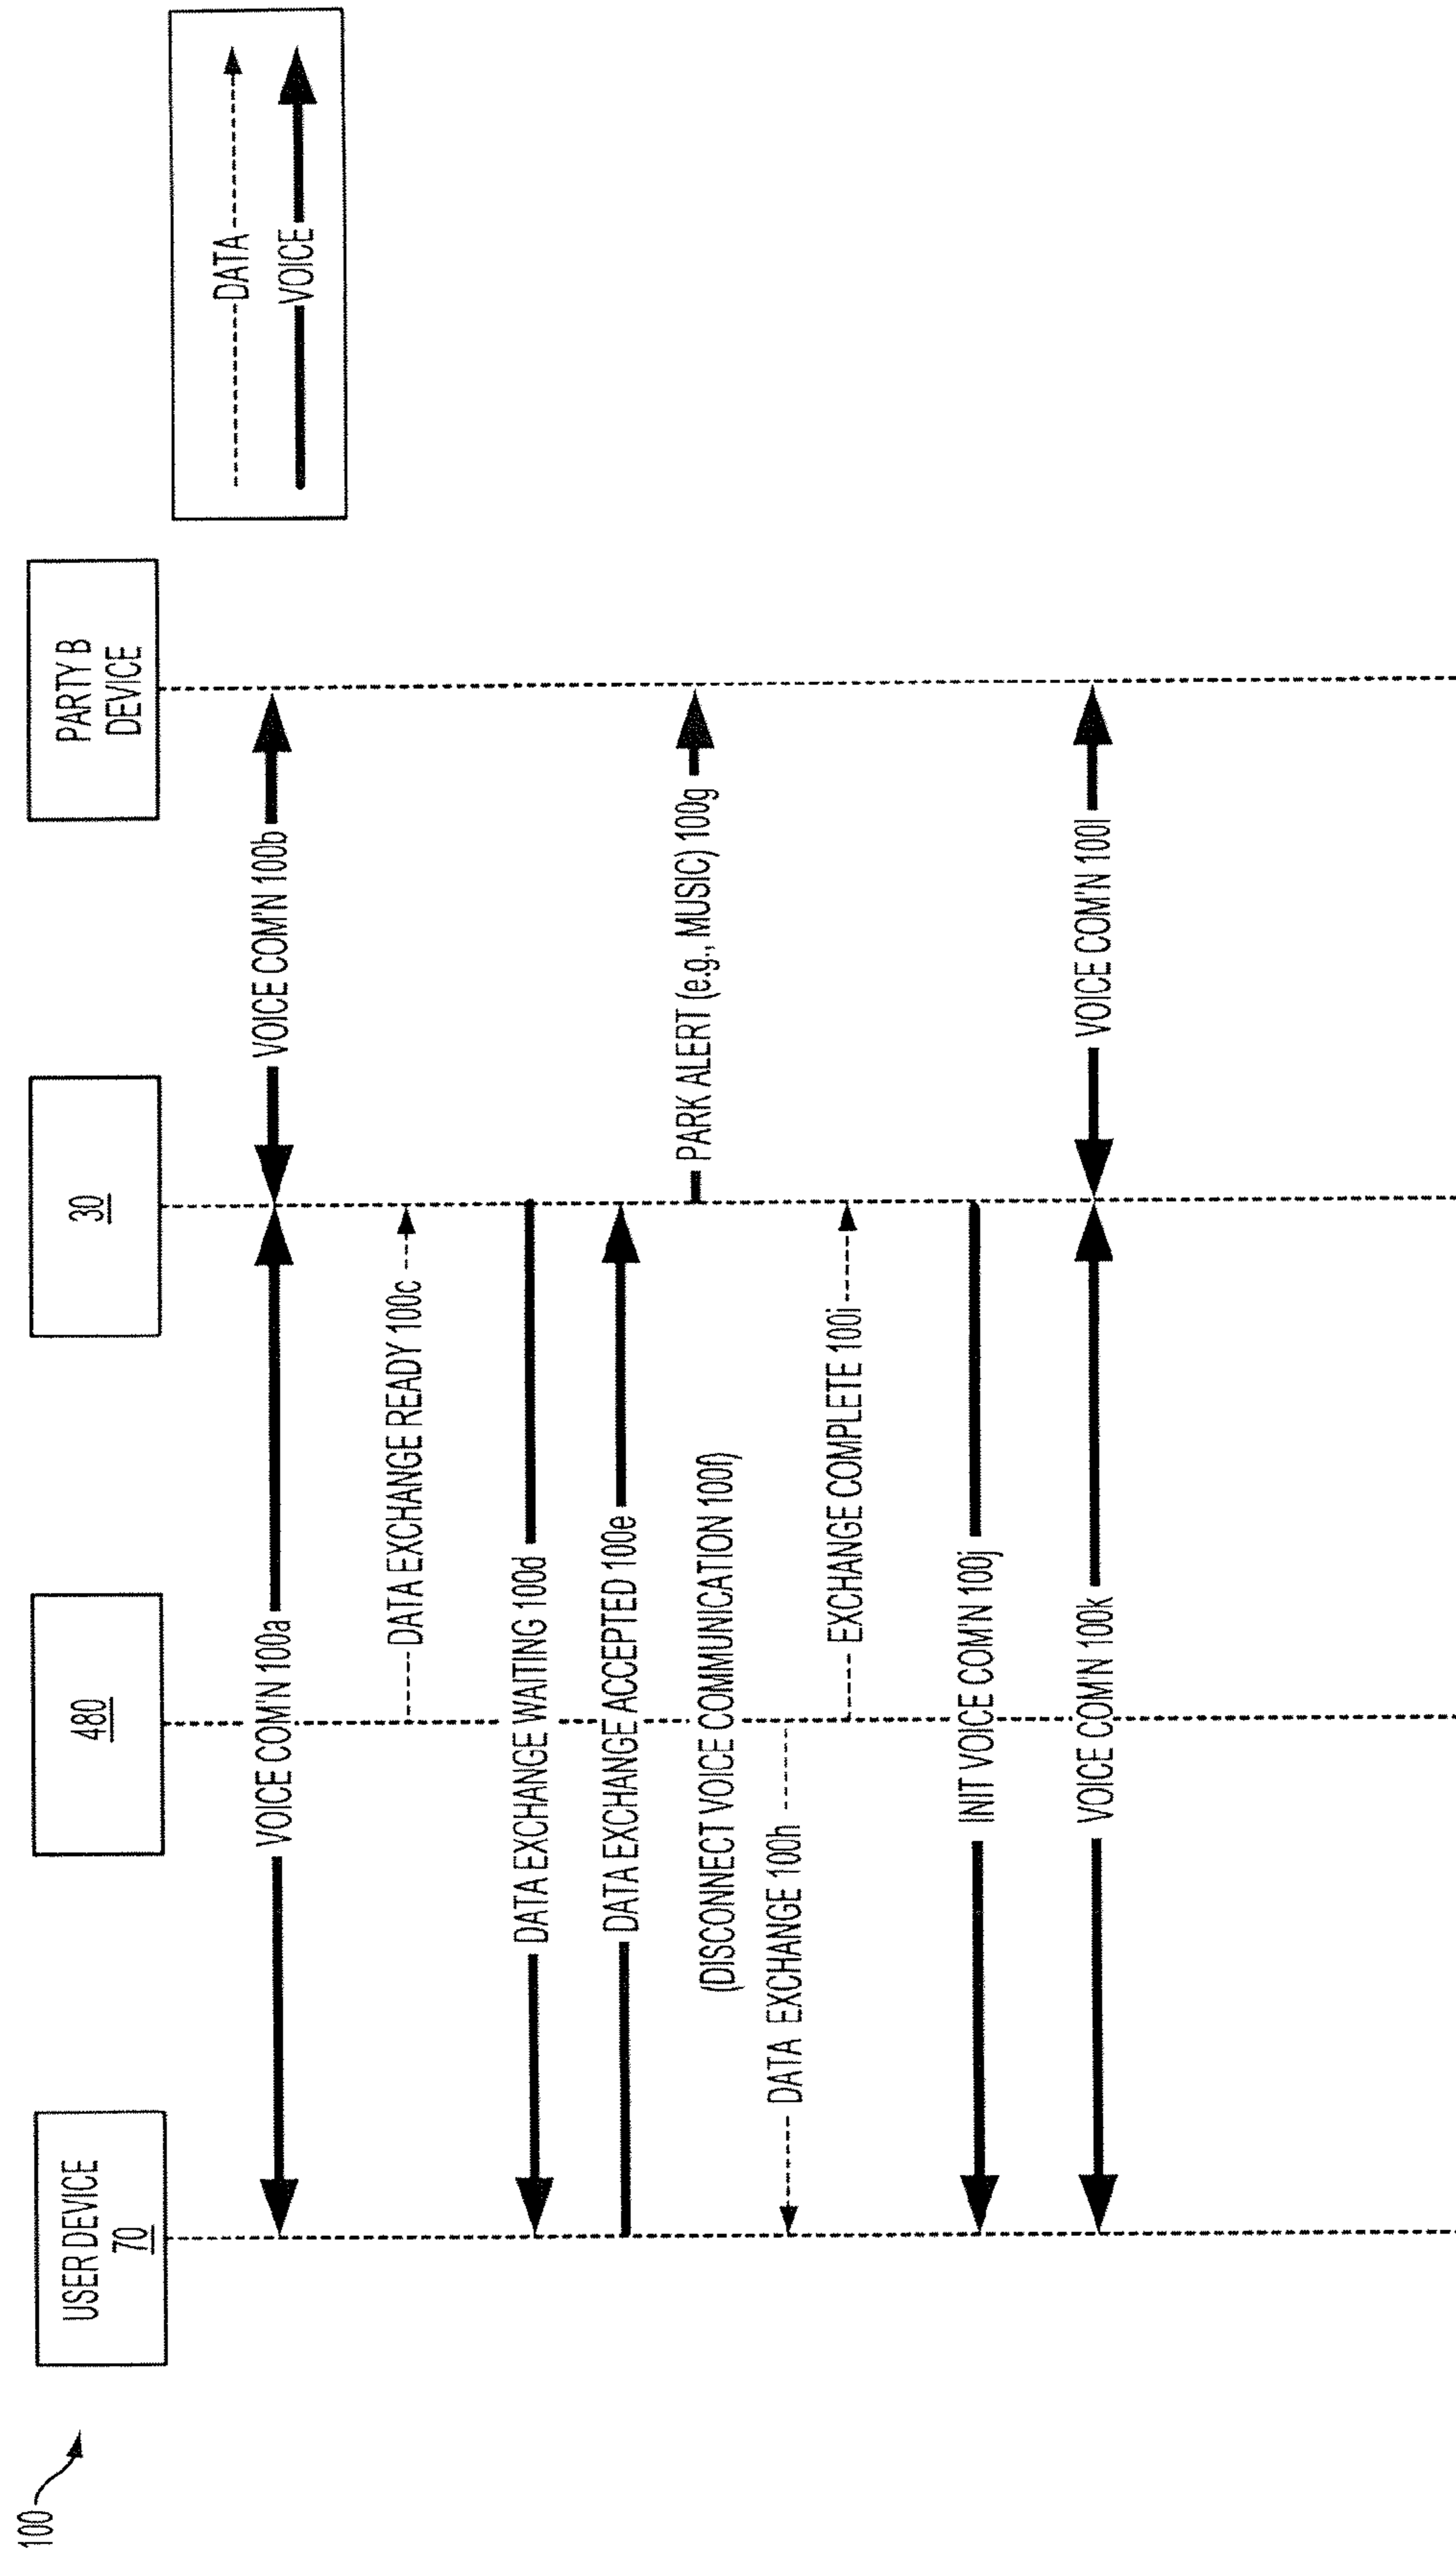 100
USER DEVICE
70
480
30
PARTY B
DEVICE
DATA
VOICE
VOICE COM'N 100a
VOICE COM'N 100b
DATA EXCHANGE READY 100c
DATA EXCHANGE WAITING 100d
DATA EXCHANGE ACCEPTED 100e
(DISCONNECT VOICE COMMUNICATION 100f)
PARK ALERT (e.g., MUSIC) 100g
DATA EXCHANGE 100h
EXCHANGE COMPLETE 100i
INIT VOICE COM'N 100j
VOICE COM'N 100k
VOICE COM'N 100l